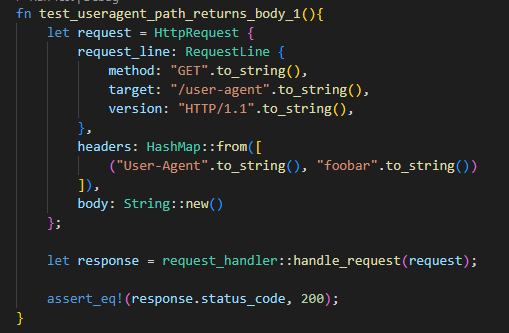 fn test_useragent_path_returns_body_1(){
    let request = HttpRequest {
        request_line: RequestLine {
            method: "GET".to_string(),
            target: "/user-agent".to_string(),
            version: "HTTP/1.1".to_string(),
        },
        headers: HashMap::from([
            ("User-Agent".to_string(), "foobar".to_string())
        ]),
        body: String::new()
    };

    let response = request_handler::handle_request(request);

    assert_eq!(response.status_code, 200);
}